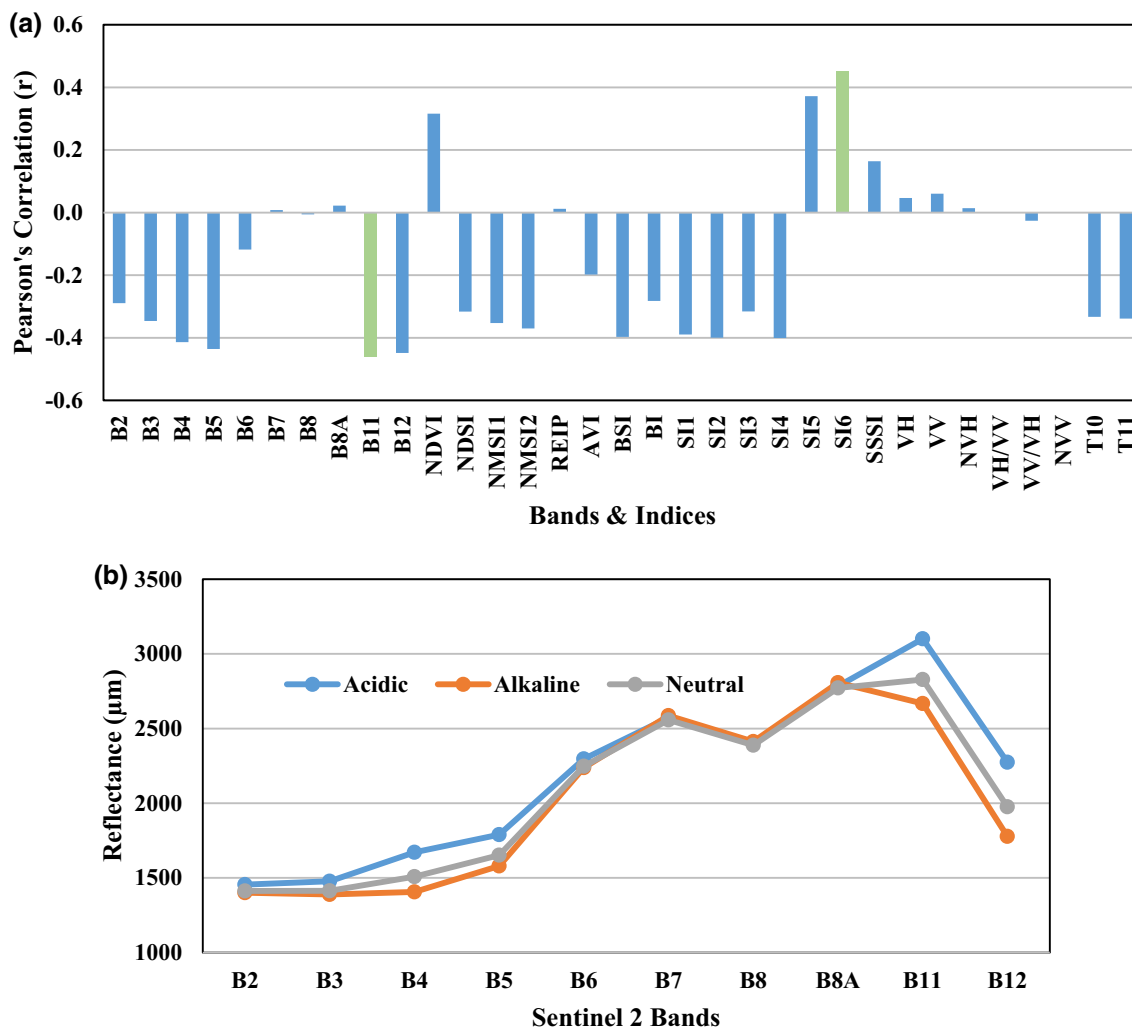 (a)
Pearson's Correlation (r)
0.6
0.4
0.2
0.0
-0.2
-0.4
-0.6
B2
B3
B4
B5
B6
B7
B8
B8A
B11
B12
NDVI
NDSI
NMSI1
NMSI2
REIP
AVI
BSI
BI
SI1
SI2
SI3
SI4
SI5
SI6
SSSI
VH
VV
NVH
VH/VV
VV/VH
NVV
T10
T11
Bands & Indices
(b)
Reflectance (μm)
3500
3000
2500
2000
1500
1000
Acidic
Alkaline
Neutral
B2
B3
B4
B5
B6
B7
B8
B8A
B11
B12
Sentinel 2 Bands